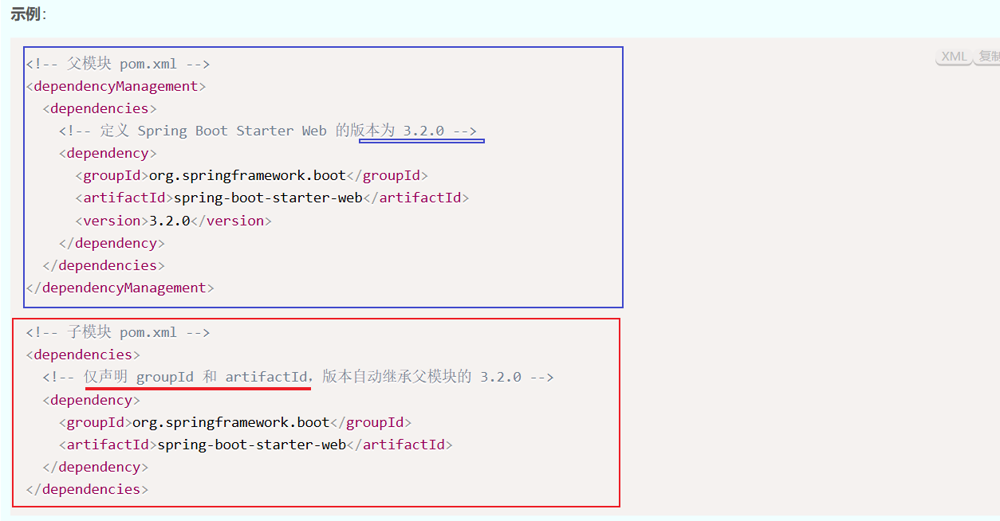 示例：
XML 复制
<!-- 父模块 pom.xml -->
<dependencyManagement>
  <dependencies>
    <!-- 定义 Spring Boot Starter Web 的版本为 3.2.0 -->
    <dependency>
      <groupId>org.springframework.boot</groupId>
      <artifactId>spring-boot-starter-web</artifactId>
      <version>3.2.0</version>
    </dependency>
  </dependencies>
</dependencyManagement>
<!-- 子模块 pom.xml -->
<dependencies>
  <!-- 仅声明 groupId 和 artifactId，版本自动继承父模块的 3.2.0 -->
  <dependency>
    <groupId>org.springframework.boot</groupId>
    <artifactId>spring-boot-starter-web</artifactId>
  </dependency>
</dependencies>